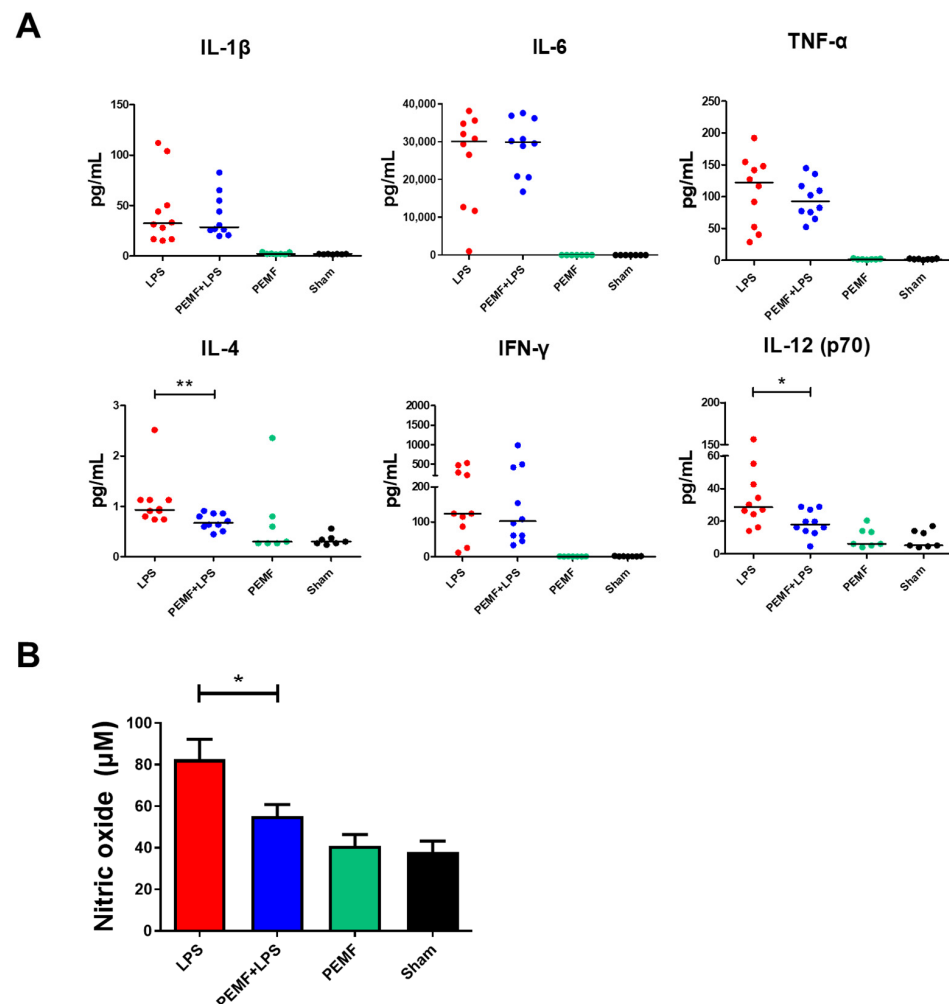 A
IL-1β
pg/mL
150
100
50
0
LPS
PEMF+LPS
PEMF
Sham
IL-6
pg/mL
40,000
30,000
20,000
10,000
0
LPS
PEMF+LPS
PEMF
Sham
TNF-α
pg/mL
250
200
150
100
50
0
LPS
PEMF+LPS
PEMF
Sham
IL-4
**
pg/mL
3
2
1
0
LPS
PEMF+LPS
PEMF
Sham
IFN-γ
pg/mL
2000
1500
1000
500
200
100
0
LPS
PEMF+LPS
PEMF
Sham
IL-12 (p70)
*
pg/mL
200
150
60
40
20
0
LPS
PEMF+LPS
PEMF
Sham
B
*
Nitric oxide (μM)
100
80
60
40
20
0
LPS
PEMF+LPS
PEMF
Sham